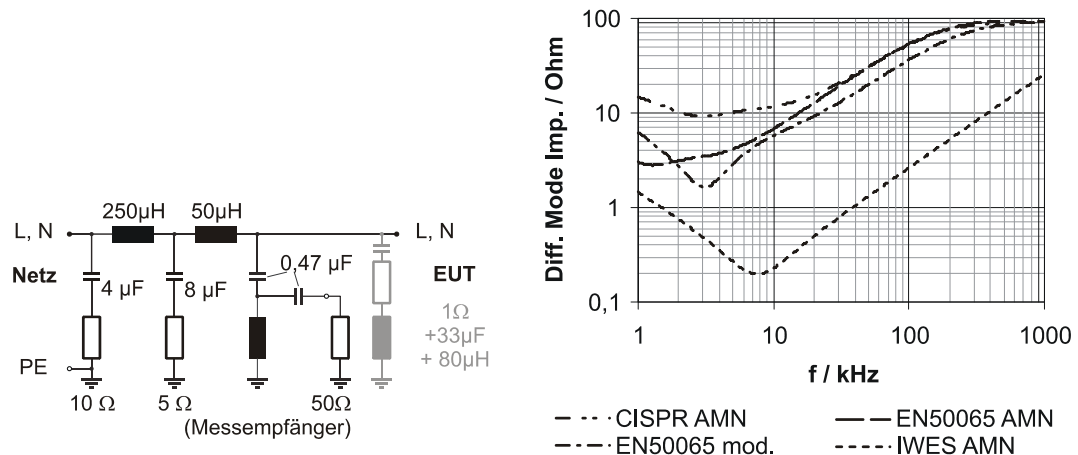 250µH
50µH
L, N
L, N
Netz
4 µF
8 µF
0,47 µF
EUT
1Ω
+33µF
+ 80µH
PE
10 Ω
5 Ω
50Ω
(Messempfänger)
Diff. Mode Imp. / Ohm
100
10
1
0,1
1
10
100
1000
f / kHz
CISPR AMN
EN50065 AMN
EN50065 mod.
IWES AMN